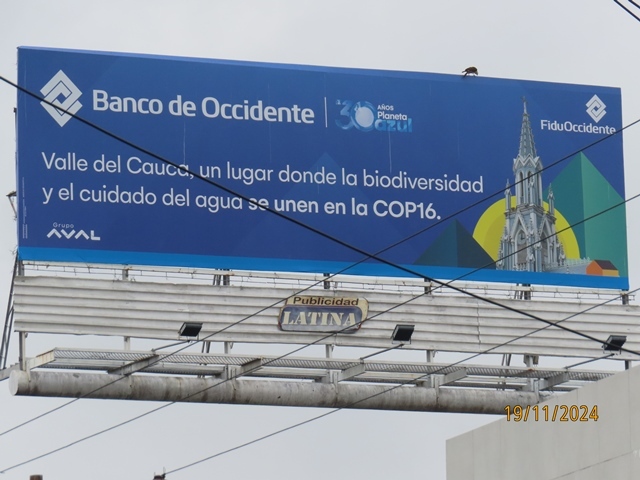 Banco de Occidente
30 AÑOS
Planeta
azul
FiduOccidente
Valle del Cauca, un lugar donde la biodiversidad
y el cuidado del agua se unen en la COP16.
Grupo
AVAL
Publicidad
LATINA
19/11/2024